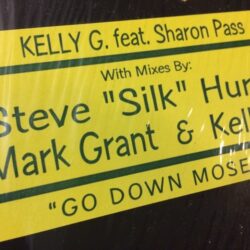 KELLY G. feat. Sharon Pass
With Mixes By:
Steve "Silk" Hur
Mark Grant & Kell
"GO DOWN MOSE